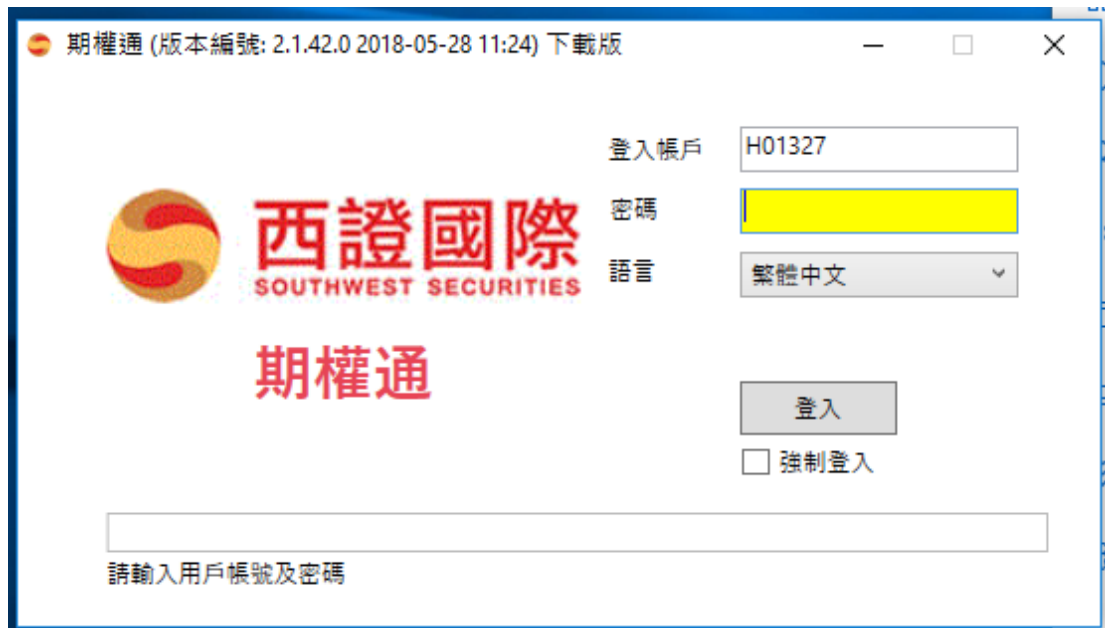 期權通 (版本編號: 2.1.42.0 2018-05-28 11:24) 下載版
登入帳戶 H01327
密碼
語言 繁體中文
西證國際
SOUTHWEST SECURITIES
期權通
登入
強制登入
請輸入用戶帳號及密碼